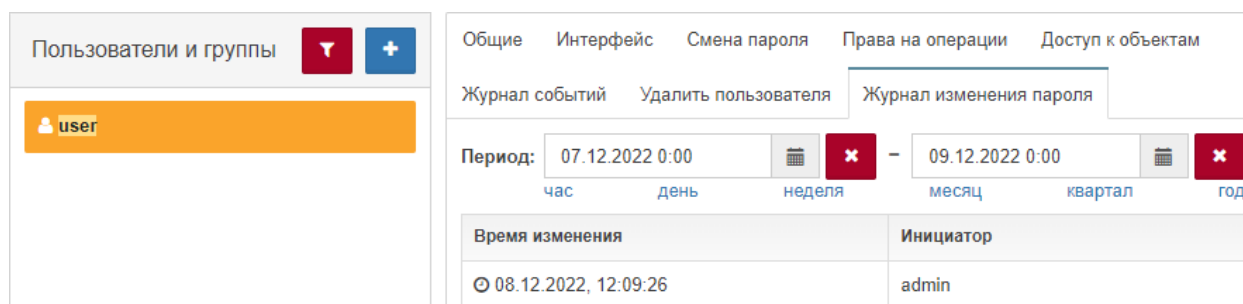 Пользователи и группы
user
Общие Интерфейс Смена пароля Права на операции Доступ к объектам
Журнал событий Удалить пользователя Журнал изменения пароля
Период: 07.12.2022 0:00 – 09.12.2022 0:00
час день неделя месяц квартал год
Время изменения Инициатор
08.12.2022, 12:09:26 admin